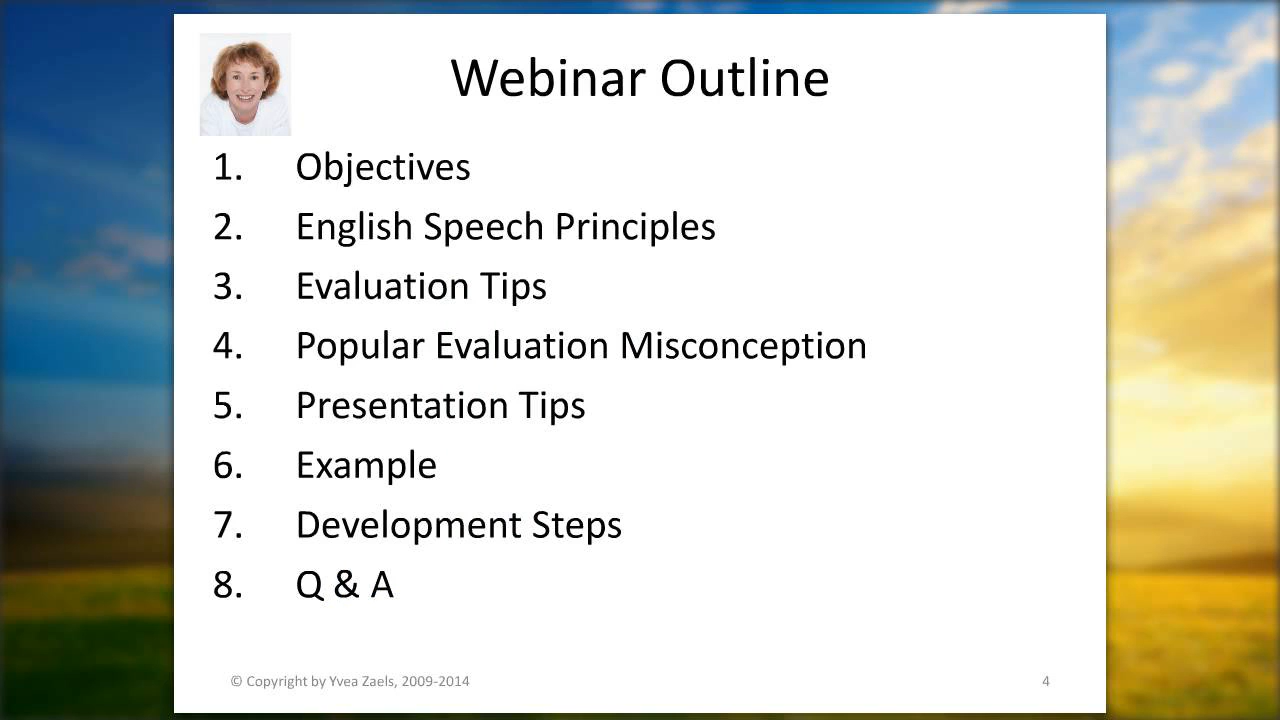 Webinar Outline
1. Objectives
2. English Speech Principles
3. Evaluation Tips
4. Popular Evaluation Misconception
5. Presentation Tips
6. Example
7. Development Steps
8. Q & A
© Copyright by Yvea Zaels, 2009-2014 4